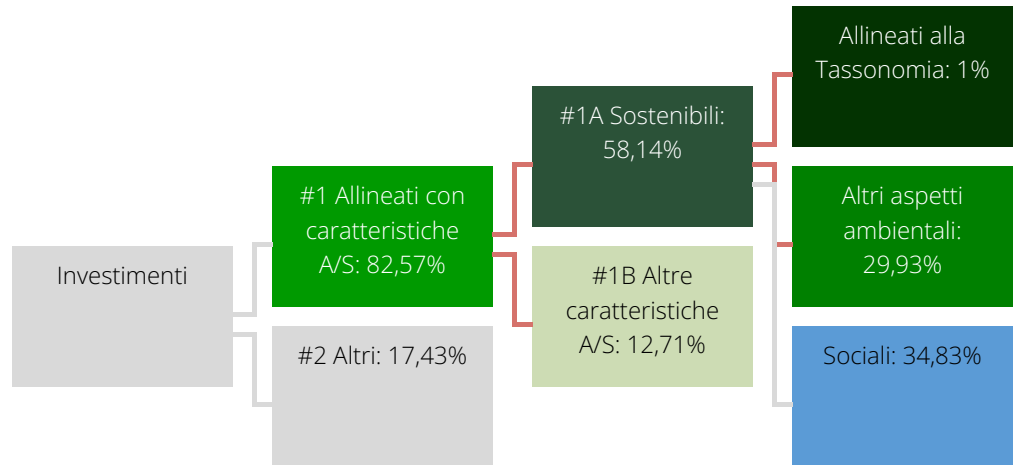 Investimenti
#1 Allineati con
caratteristiche
A/S: 82,57%
#2 Altri: 17,43%
#1A Sostenibili:
58,14%
#1B Altre
caratteristiche
A/S: 12,71%
Allineati alla
Tassonomia: 1%
Altri aspetti
ambientali:
29,93%
Sociali: 34,83%